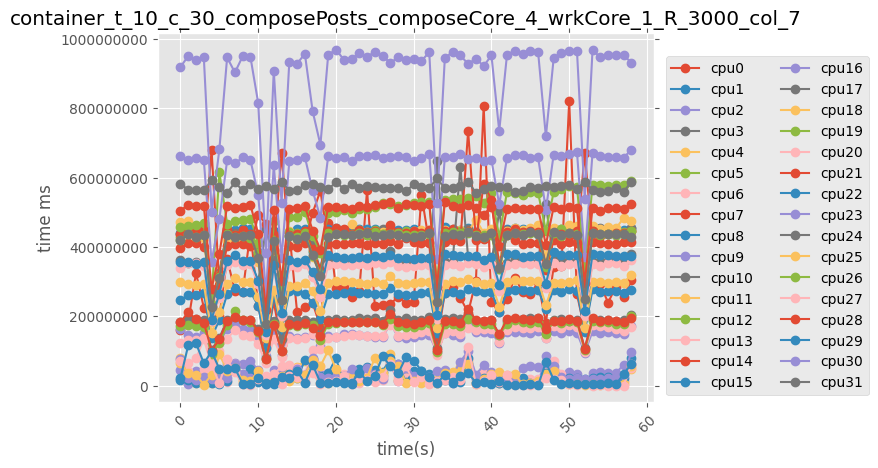 container_t_10_c_30_composePosts_composeCore_4_wrkCore_1_R_3000_col_7
1000000000
800000000
600000000
400000000
200000000
0
time ms
0
10
20
30
40
50
60
time(s)
cpu0
cpu1
cpu2
cpu3
cpu4
cpu5
cpu6
cpu7
cpu8
cpu9
cpu10
cpu11
cpu12
cpu13
cpu14
cpu15
cpu16
cpu17
cpu18
cpu19
cpu20
cpu21
cpu22
cpu23
cpu24
cpu25
cpu26
cpu27
cpu28
cpu29
cpu30
cpu31